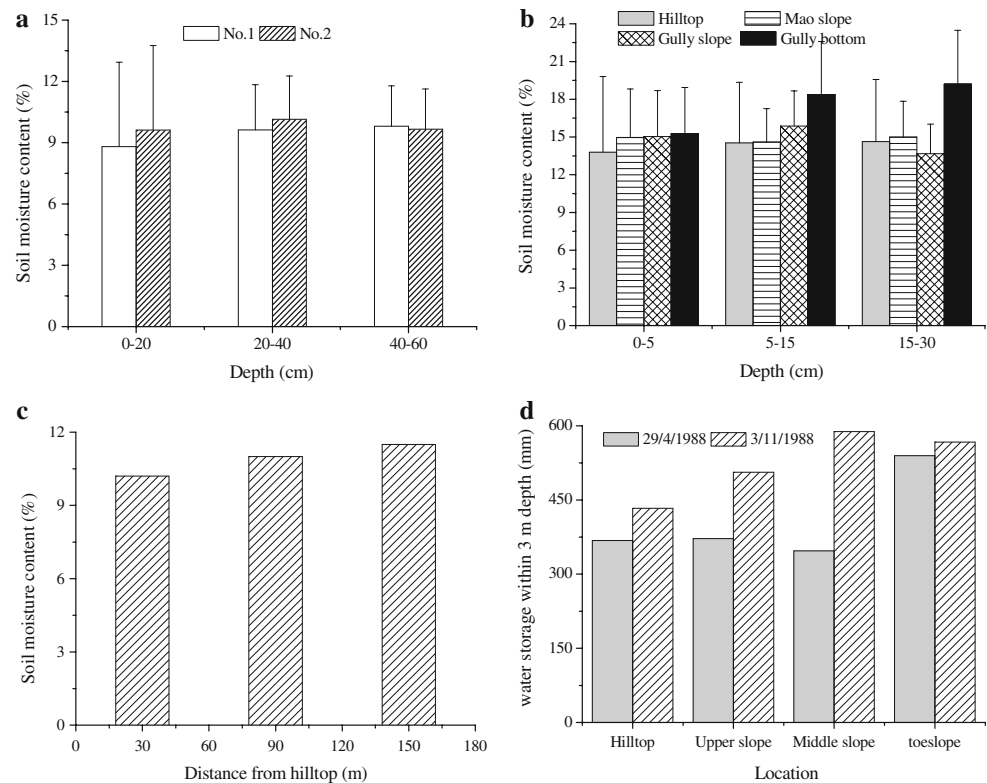 a
No.1 No.2
Soil moisture content (%)
15
12
9
6
3
0
0-20 20-40 40-60
Depth (cm)
b
Hilltop Mao slope
Gully slope Gully bottom
Soil moisture content (%)
24
21
18
15
12
9
6
3
0
0-5 5-15 15-30
Depth (cm)
c
Soil moisture content (%)
12
9
6
3
0
0 30 60 90 120 150 180
Distance from hilltop (m)
d
29/4/1988 3/11/1988
water storage within 3 m depth (mm)
600
450
300
150
0
Hilltop Upper slope Middle slope toeslope
Location